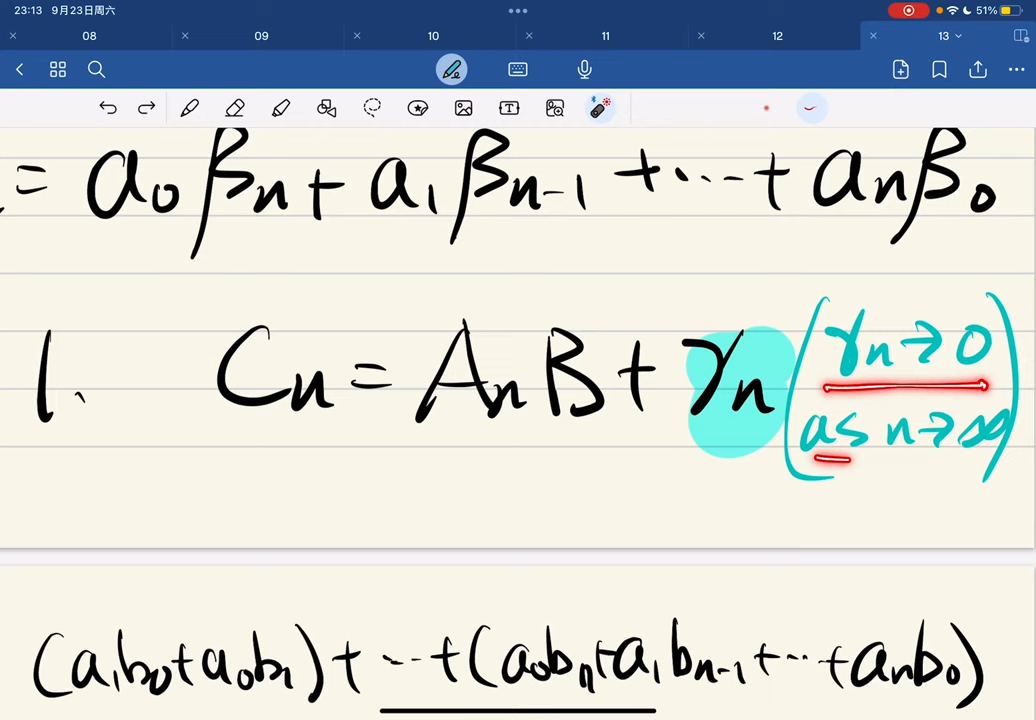 23:13 9月23日周六 51%
08 09 10 11 12 13
T
= a₀βₙ + a₁βₙ₋₁ + ⋯ + aₙβ₀
1. Cₙ = AₙB + γₙ (γₙ → 0
as n → ∞)
(a₁b₀+a₀b₁) + ⋯ + (a₀bₙ+a₁bₙ₋₁+⋯+aₙb₀)